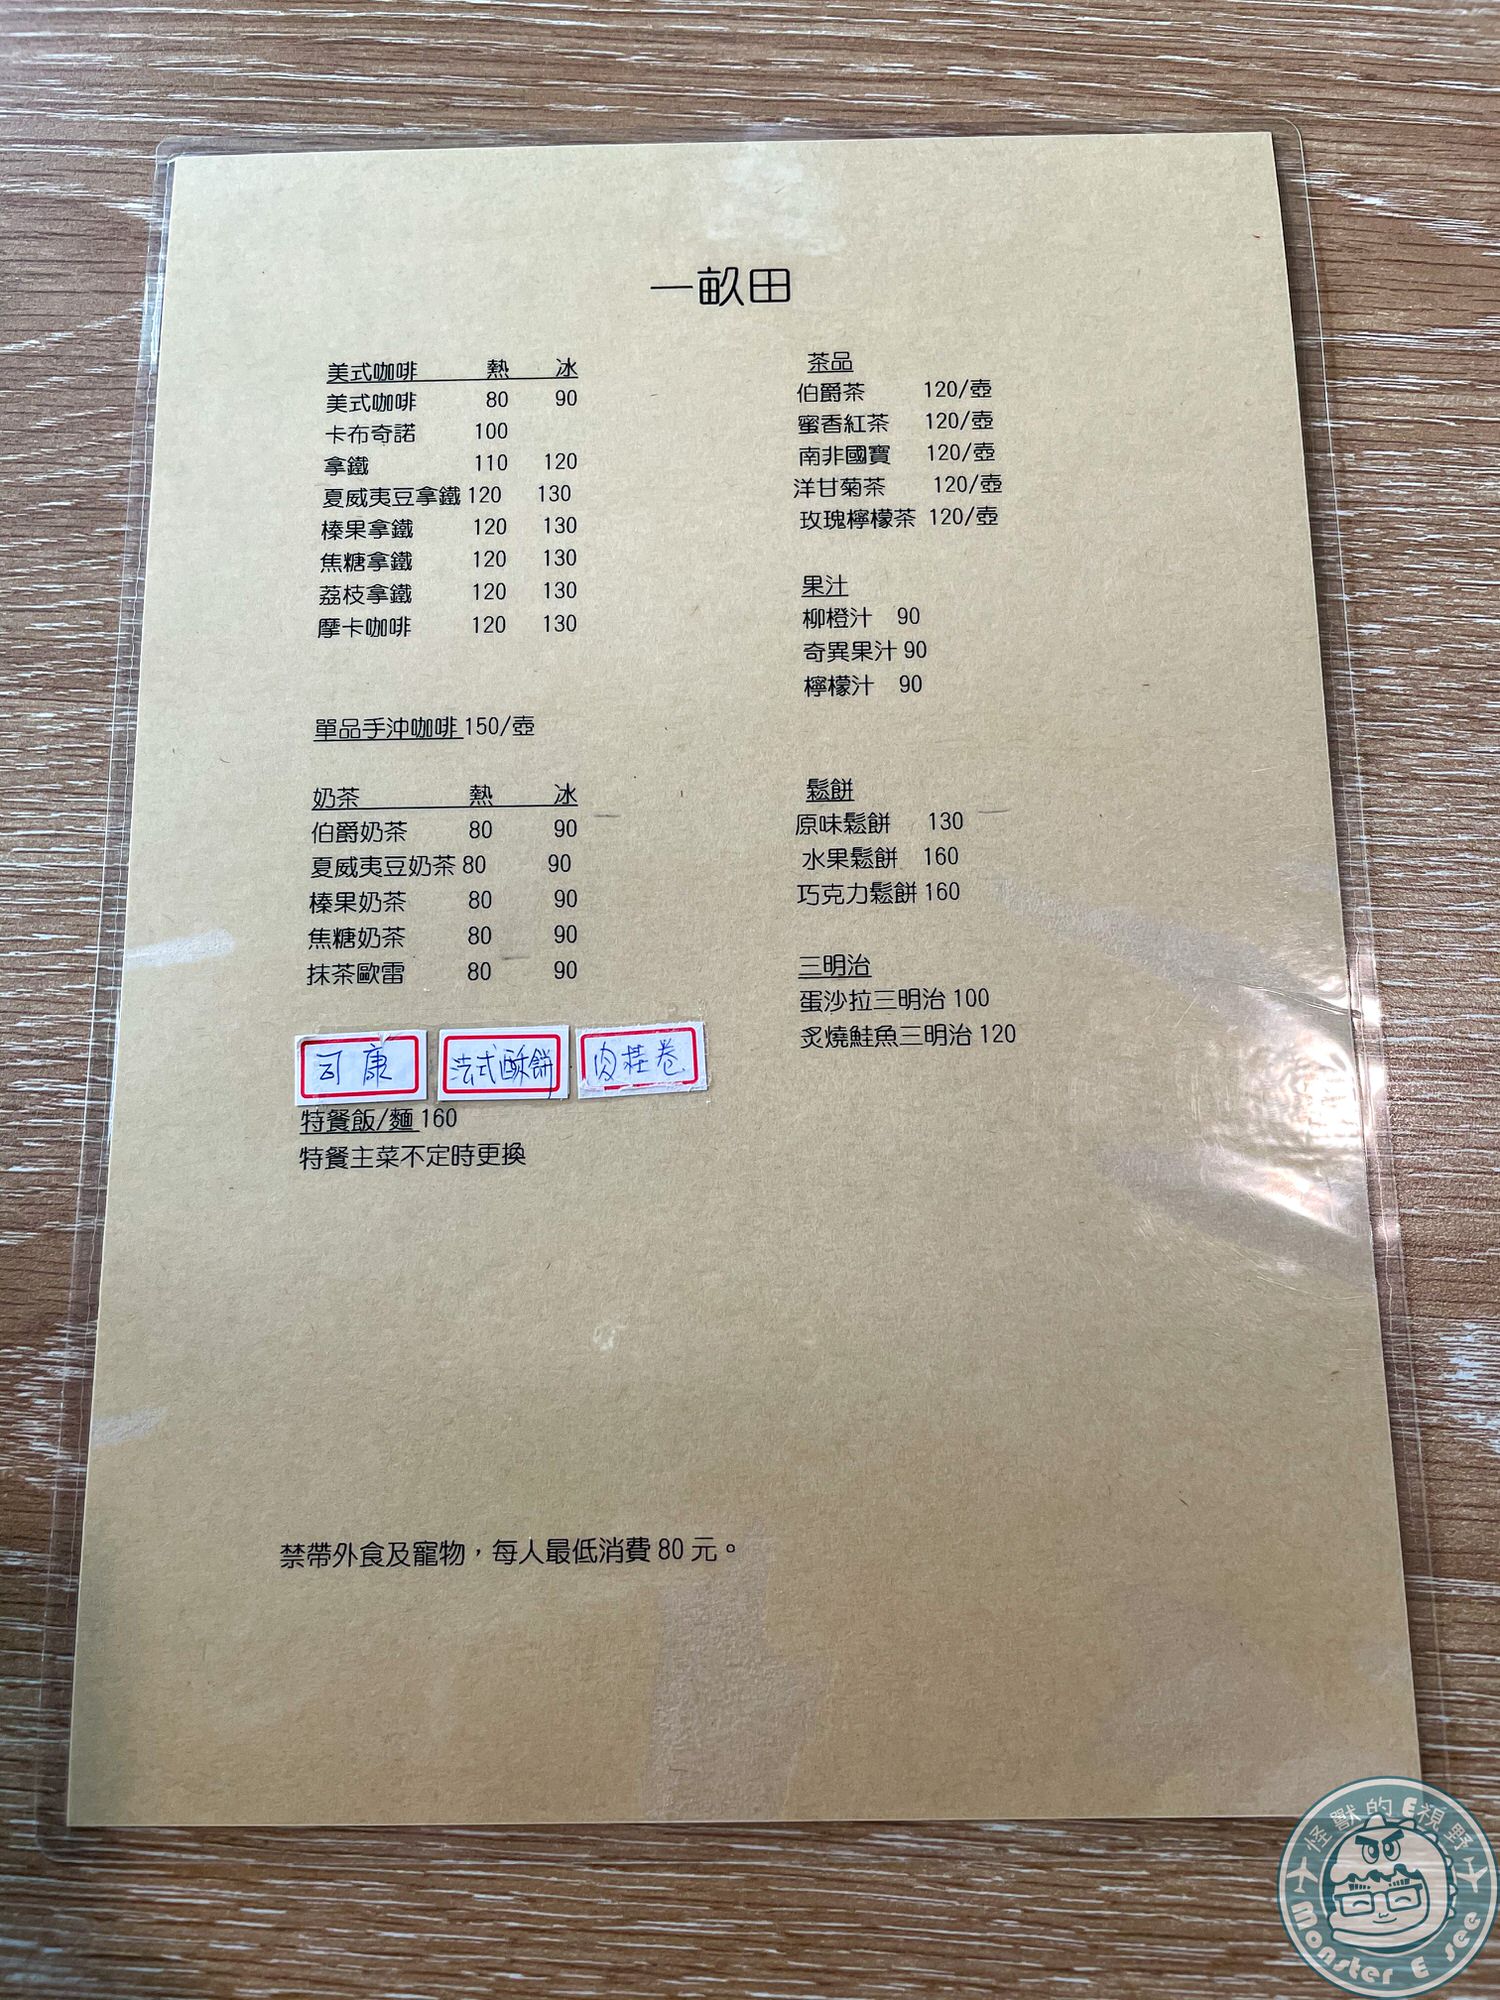 一畝田
美式咖啡 熱 冰
美式咖啡 80 90
卡布奇諾 100
拿鐵 110 120
夏威夷豆拿鐵 120 130
榛果拿鐵 120 130
焦糖拿鐵 120 130
荔枝拿鐵 120 130
摩卡咖啡 120 130
單品手沖咖啡 150/壺
奶茶 熱 冰
伯爵奶茶 80 90
夏威夷豆奶茶 80 90
榛果奶茶 80 90
焦糖奶茶 80 90
抹茶歐雷 80 90
司康 法式酥餅 肉桂卷
特餐飯/麵 160
特餐主菜不定時更換
茶品
伯爵茶 120/壺
蜜香紅茶 120/壺
南非國寶 120/壺
洋甘菊茶 120/壺
玫瑰檸檬茶 120/壺
果汁
柳橙汁 90
奇異果汁 90
檸檬汁 90
鬆餅
原味鬆餅 130
水果鬆餅 160
巧克力鬆餅 160
三明治
蛋沙拉三明治 100
炙燒鮭魚三明治 120
禁帶外食及寵物，每人最低消費 80 元。
怪獸的E視野
Monster E see